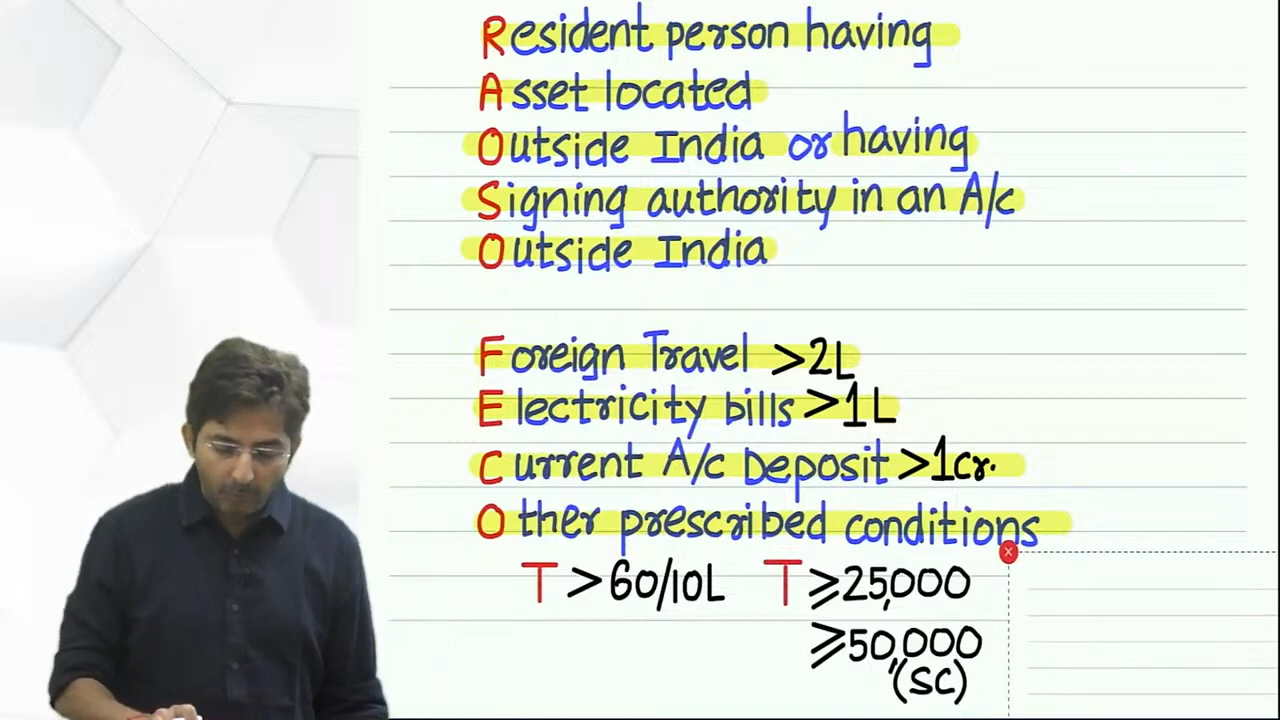 Resident person having
Asset located
Outside India or having
Signing authority in an A/c
Outside India
Foreign Travel >2L
Electricity bills >1L
Current A/c Deposit >1Cr.
Other prescribed conditions
T >60/10L T ≥25,000
≥50,000
(SC)
X